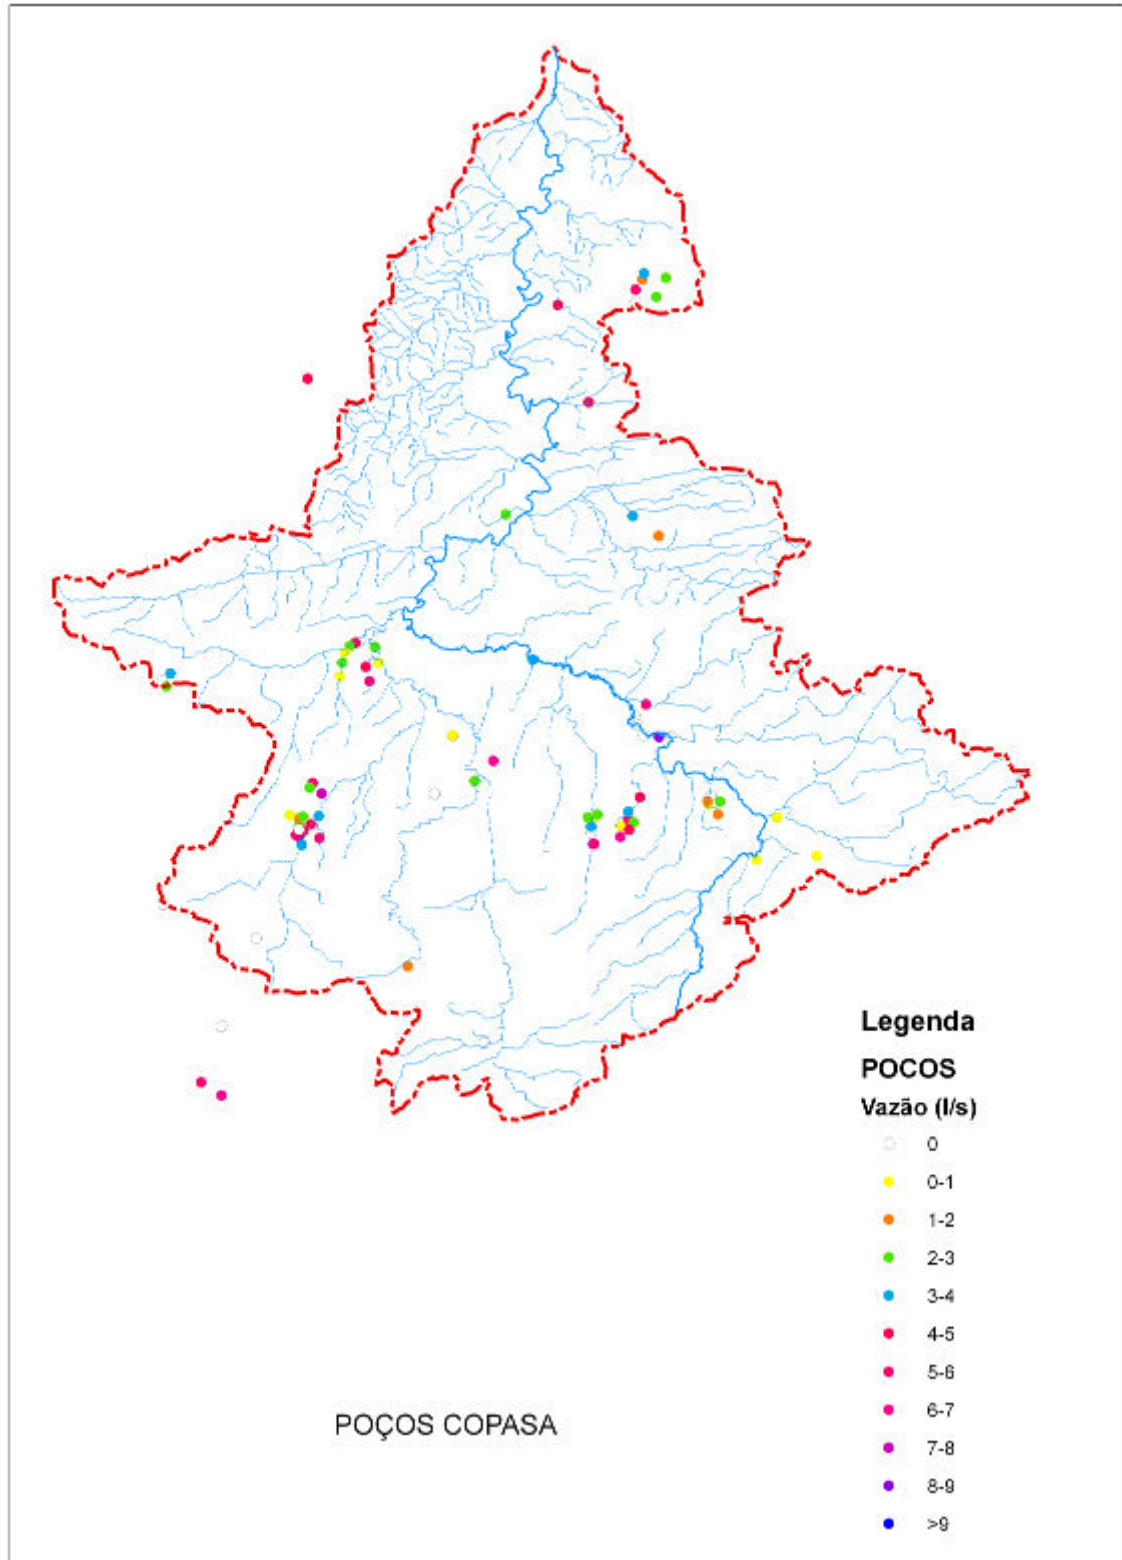 Legenda
POCOS
Vazão (l/s)
0
0-1
1-2
2-3
3-4
4-5
5-6
6-7
7-8
8-9
>9
POÇOS COPASA